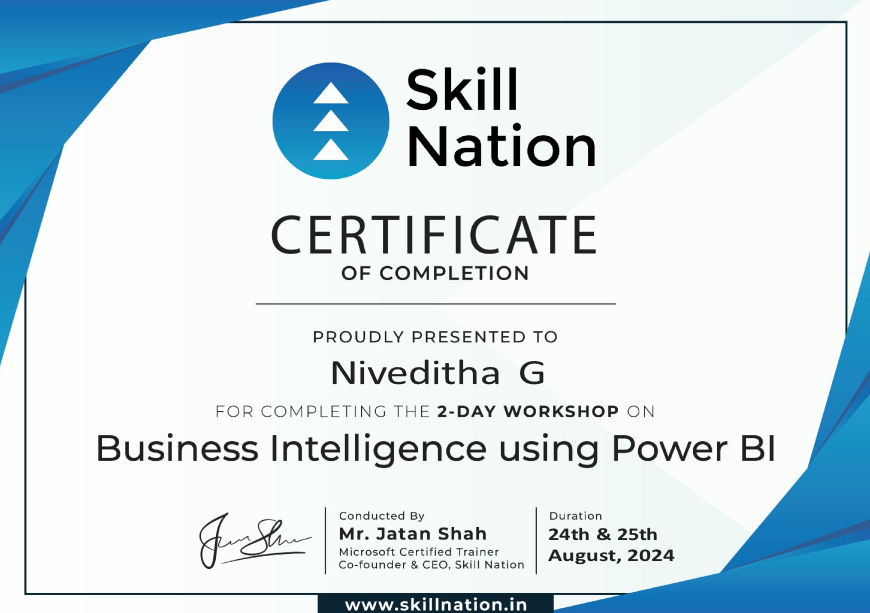 Skill
Nation
CERTIFICATE
OF COMPLETION
PROUDLY PRESENTED TO
Niveditha G
FOR COMPLETING THE 2-DAY WORKSHOP ON
Business Intelligence using Power BI
Conducted By
Mr. Jatan Shah
Microsoft Certified Trainer
Co-founder & CEO, Skill Nation
Duration
24th & 25th
August, 2024
www.skillnation.in